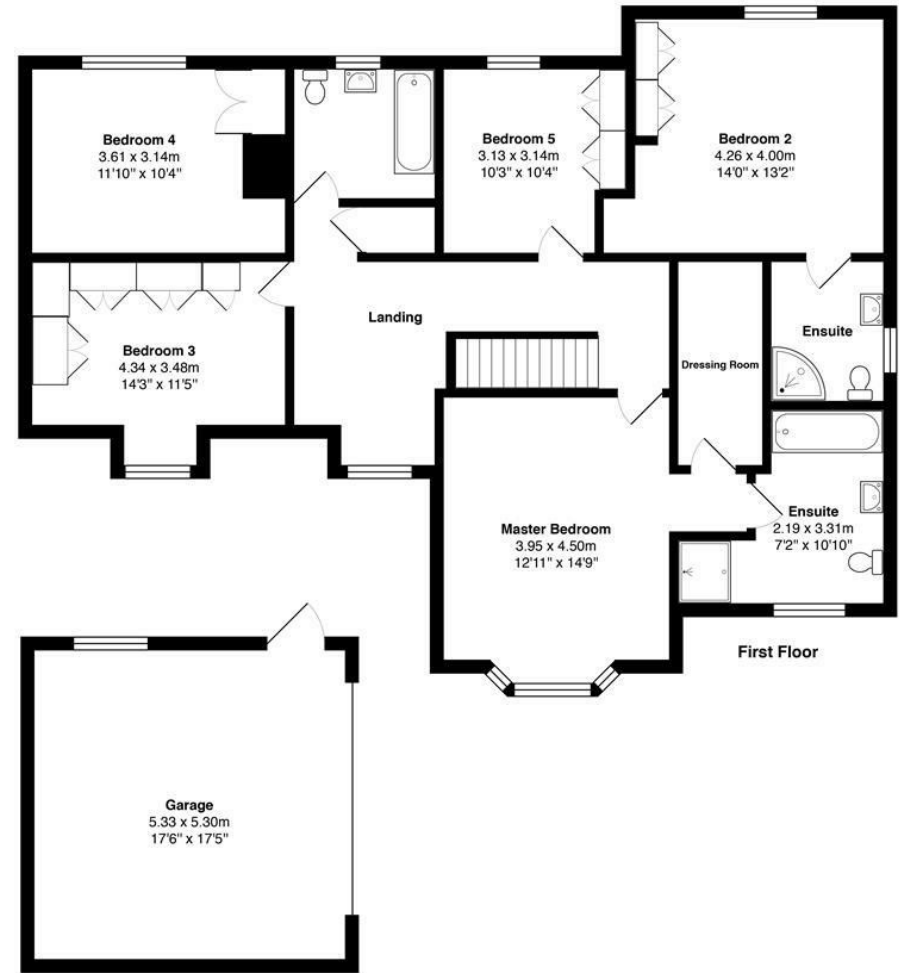 Bedroom 4
3.61 x 3.14m
11'10" x 10'4"
Bedroom 5
3.13 x 3.14m
10'3" x 10'4"
Bedroom 2
4.26 x 4.00m
14'0" x 13'2"
Landing
Ensuite
Bedroom 3
4.34 x 3.48m
14'3" x 11'5"
Dressing Room
Master Bedroom
3.95 x 4.50m
12'11" x 14'9"
Ensuite
2.19 x 3.31m
7'2" x 10'10"
First Floor
Garage
5.33 x 5.30m
17'6" x 17'5"